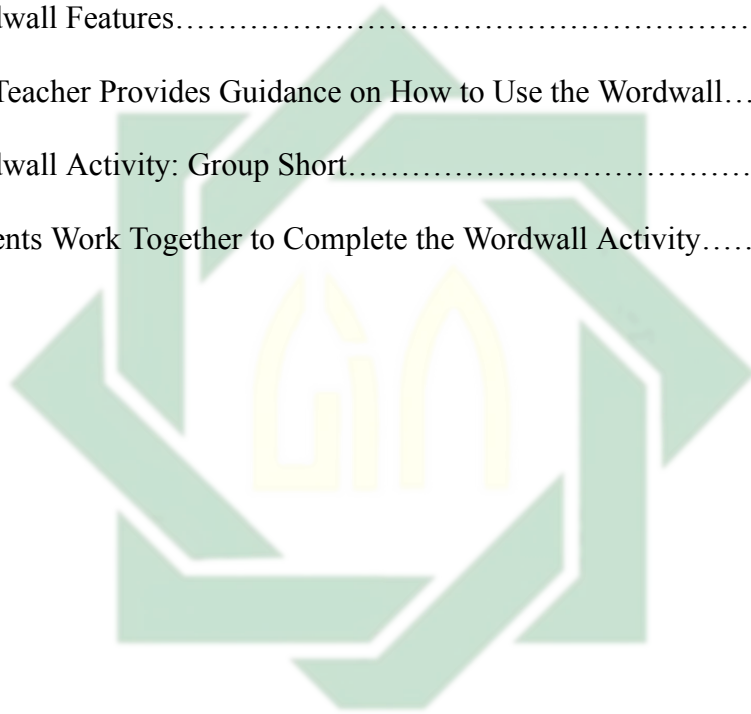 dwall Features……………………………………………………
Teacher Provides Guidance on How to Use the Wordwall…
dwall Activity: Group Short…………………………………
ents Work Together to Complete the Wordwall Activity……